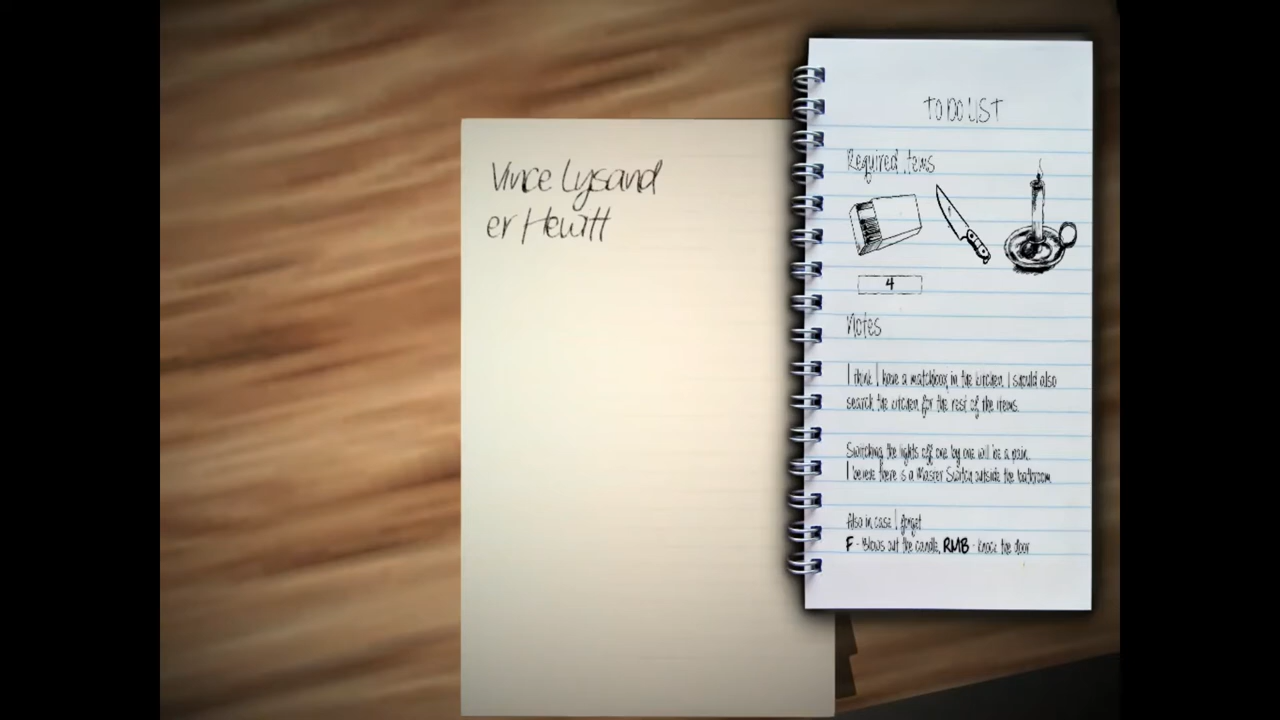 Vince Lysand
er Hewitt
TO DO LIST
Required Items
4
Notes
I think I have a matchbox in the kitchen. I should also
search the kitchen for the rest of the items.
Switching the lights off one by one will be a pain.
I believe there is a Master Switch outside the bathroom
Also in case I forget
F - Blows out the candle, RMB - knock the door